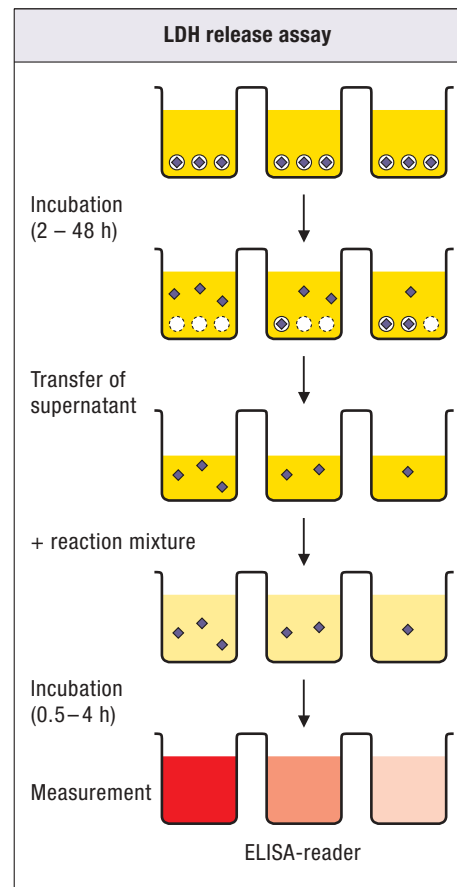 LDH release assay
Incubation
(2 – 48 h)
Transfer of
supernatant
+ reaction mixture
Incubation
(0.5 – 4 h)
Measurement
ELISA-reader